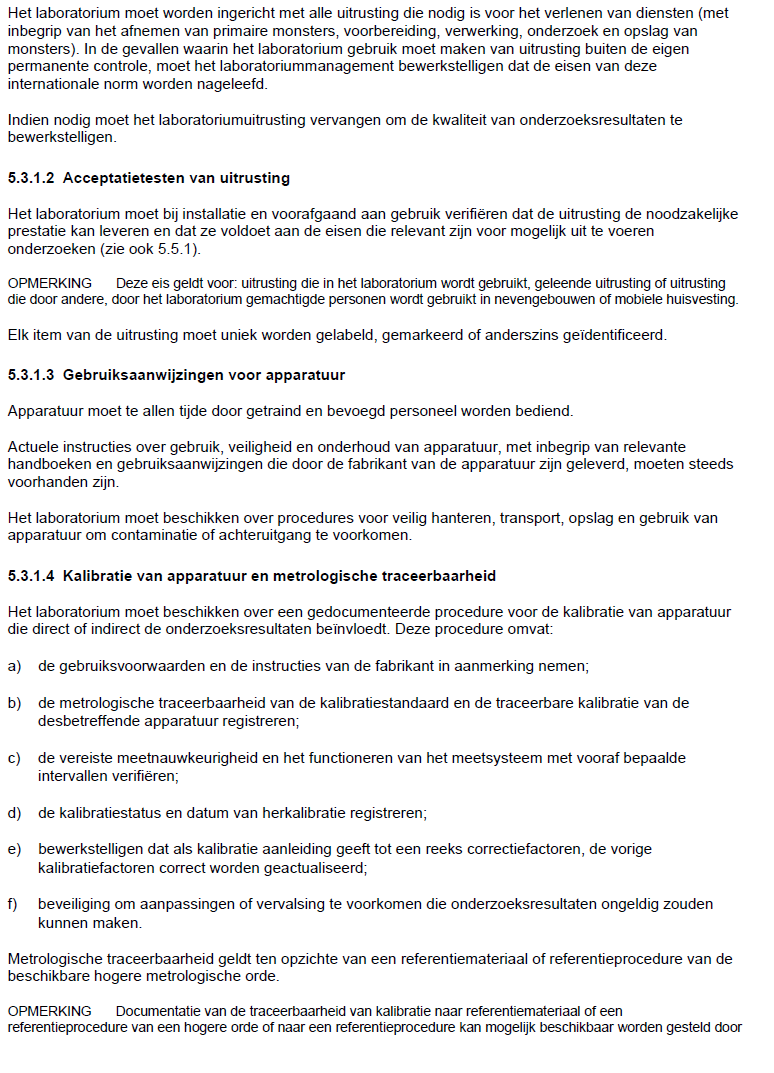 Het laboratorium moet worden ingericht met alle uitrusting die nodig is voor het verlenen van diensten (met
inbegrip van het afnemen van primaire monsters, voorbereiding, verwerking, onderzoek en opslag van
monsters). In de gevallen waarin het laboratorium gebruik moet maken van uitrusting buiten de eigen
permanente controle, moet het laboratoriummanagement bewerkstelligen dat de eisen van deze
internationale norm worden nageleefd.
Indien nodig moet het laboratoriumuitrusting vervangen om de kwaliteit van onderzoeksresultaten te
bewerkstelligen.
5.3.1.2 Acceptatietesten van uitrusting
Het laboratorium moet bij installatie en voorafgaand aan gebruik verifiëren dat de uitrusting de noodzakelijke
prestatie kan leveren en dat ze voldoet aan de eisen die relevant zijn voor mogelijk uit te voeren
onderzoeken (zie ook 5.5.1).
OPMERKING Deze eis geldt voor: uitrusting die in het laboratorium wordt gebruikt, geleende uitrusting of uitrusting
die door andere, door het laboratorium gemachtigde personen wordt gebruikt in nevengebouwen of mobiele huisvesting.
Elk item van de uitrusting moet uniek worden gelabeld, gemarkeerd of anderszins geïdentificeerd.
5.3.1.3 Gebruiksaanwijzingen voor apparatuur
Apparatuur moet te allen tijde door getraind en bevoegd personeel worden bediend.
Actuele instructies over gebruik, veiligheid en onderhoud van apparatuur, met inbegrip van relevante
handboeken en gebruiksaanwijzingen die door de fabrikant van de apparatuur zijn geleverd, moeten steeds
voorhanden zijn.
Het laboratorium moet beschikken over procedures voor veilig hanteren, transport, opslag en gebruik van
apparatuur om contaminatie of achteruitgang te voorkomen.
5.3.1.4 Kalibratie van apparatuur en metrologische traceerbaarheid
Het laboratorium moet beschikken over een gedocumenteerde procedure voor de kalibratie van apparatuur
die direct of indirect de onderzoeksresultaten beïnvloedt. Deze procedure omvat:
a) de gebruiksvoorwaarden en de instructies van de fabrikant in aanmerking nemen;
b) de metrologische traceerbaarheid van de kalibratiestandaard en de traceerbare kalibratie van de
desbetreffende apparatuur registreren;
c) de vereiste meetnauwkeurigheid en het functioneren van het meetsysteem met vooraf bepaalde
intervallen verifiëren;
d) de kalibratiestatus en datum van herkalibratie registreren;
e) bewerkstelligen dat als kalibratie aanleiding geeft tot een reeks correctiefactoren, de vorige
kalibratiefactoren correct worden geactualiseerd;
f) beveiliging om aanpassingen of vervalsing te voorkomen die onderzoeksresultaten ongeldig zouden
kunnen maken.
Metrologische traceerbaarheid geldt ten opzichte van een referentiemateriaal of referentieprocedure van de
beschikbare hogere metrologische orde.
OPMERKING Documentatie van de traceerbaarheid van kalibratie naar referentiemateriaal of een
referentieprocedure van een hogere orde of naar een referentieprocedure kan mogelijk beschikbaar worden gesteld door